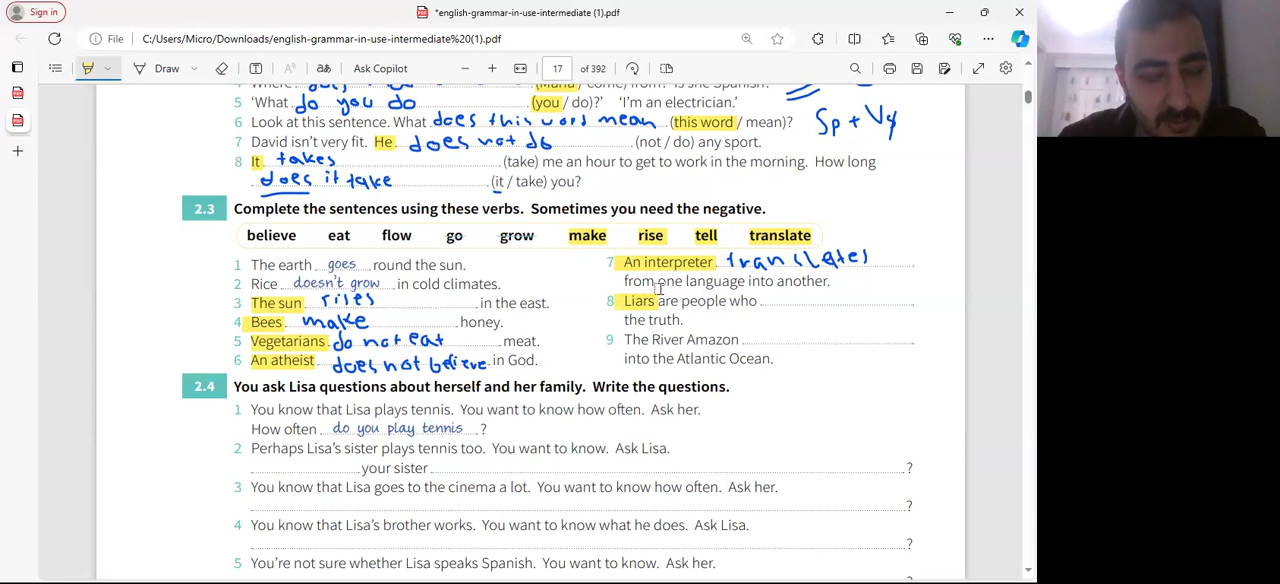 Sign in
*english-grammar-in-use-intermediate (1).pdf
File C:/Users/Micro/Downloads/english-grammar-in-use-intermediate%20(1).pdf
Draw
Ask Copilot
17 of 392
5 'What do you do (you / do)?' 'I'm an electrician.'
6 Look at this sentence. What does this word mean (this word / mean)?
Sp + V4
7 David isn't very fit. He does not do (not / do) any sport.
8 It takes (take) me an hour to get to work in the morning. How long
does it take (it / take) you?
2.3 Complete the sentences using these verbs. Sometimes you need the negative.
believe eat flow go grow make rise tell translate
1 The earth goes round the sun.
2 Rice doesn't grow in cold climates.
3 The sun rises in the east.
4 Bees make honey.
5 Vegetarians do not eat meat.
6 An atheist does not believe in God.
7 An interpreter translates
from one language into another.
8 Liars are people who
the truth.
9 The River Amazon
into the Atlantic Ocean.
2.4 You ask Lisa questions about herself and her family. Write the questions.
1 You know that Lisa plays tennis. You want to know how often. Ask her.
How often do you play tennis ?
2 Perhaps Lisa's sister plays tennis too. You want to know. Ask Lisa.
your sister ?
3 You know that Lisa goes to the cinema a lot. You want to know how often. Ask her.
?
4 You know that Lisa's brother works. You want to know what he does. Ask Lisa.
?
5 You're not sure whether Lisa speaks Spanish. You want to know. Ask her.